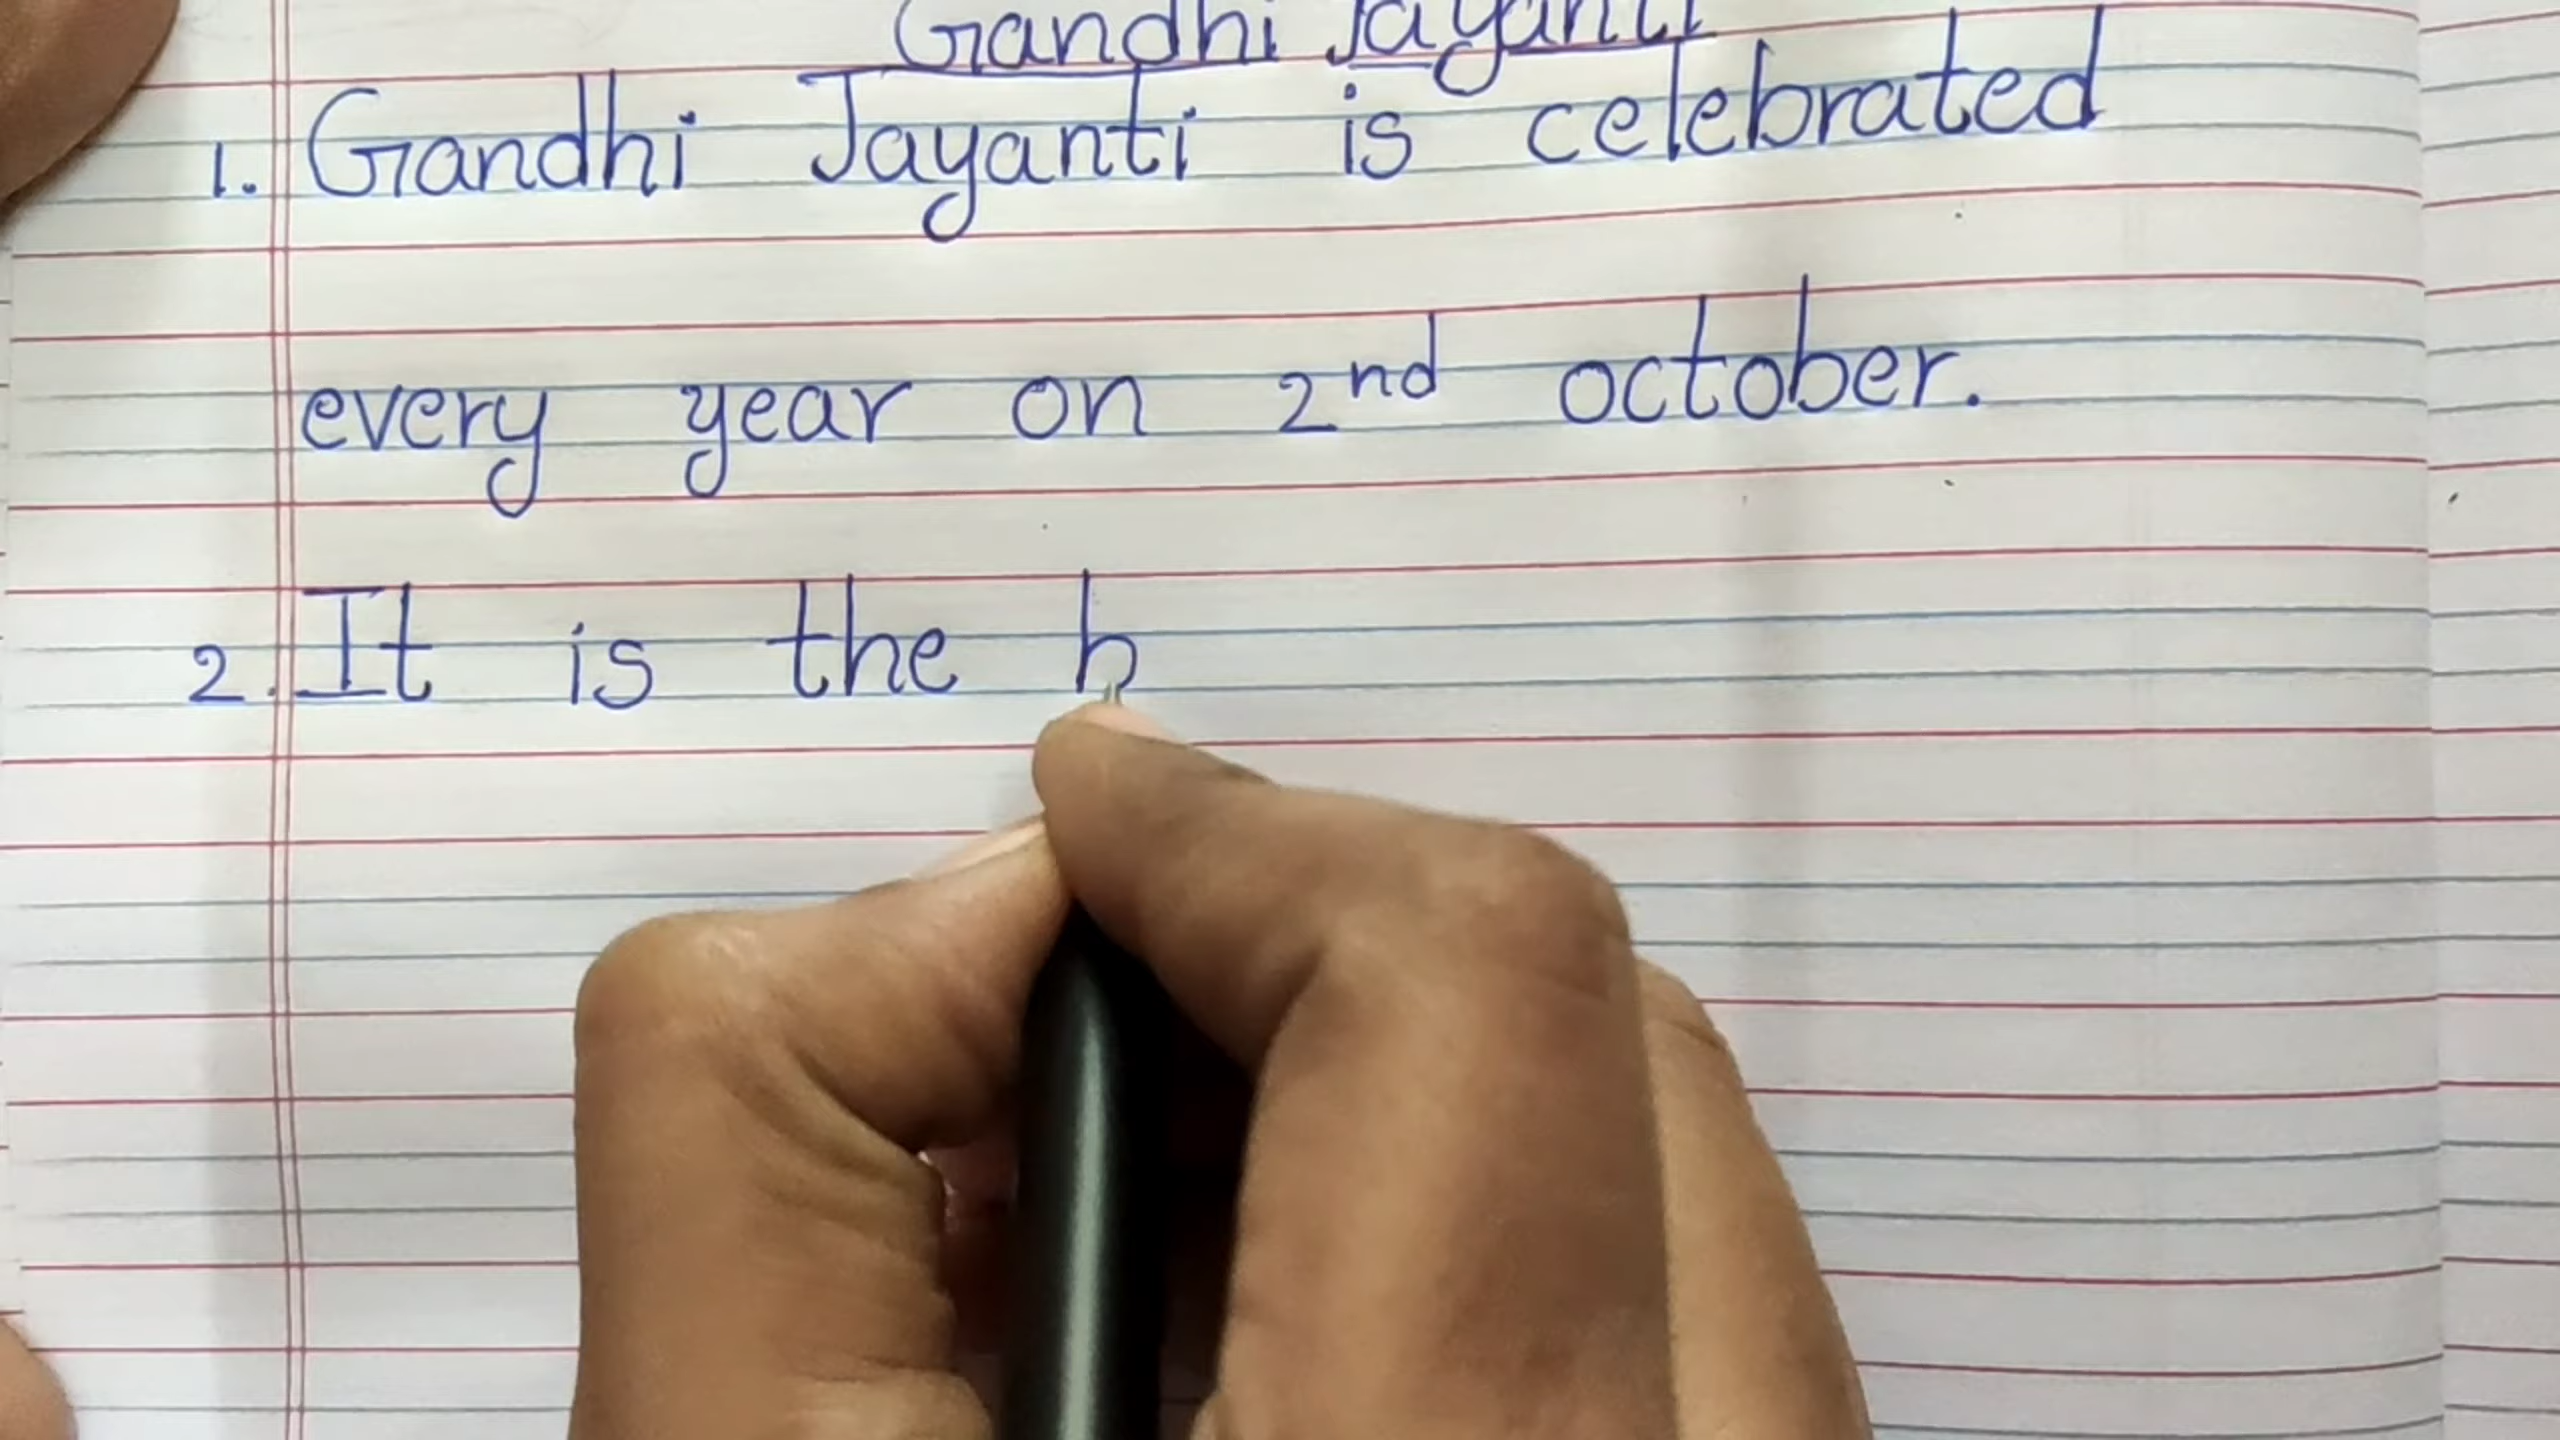 Gandhi Jayanti
1. Gandhi Jayanti is celebrated
every year on 2nd october.
2. It is the b